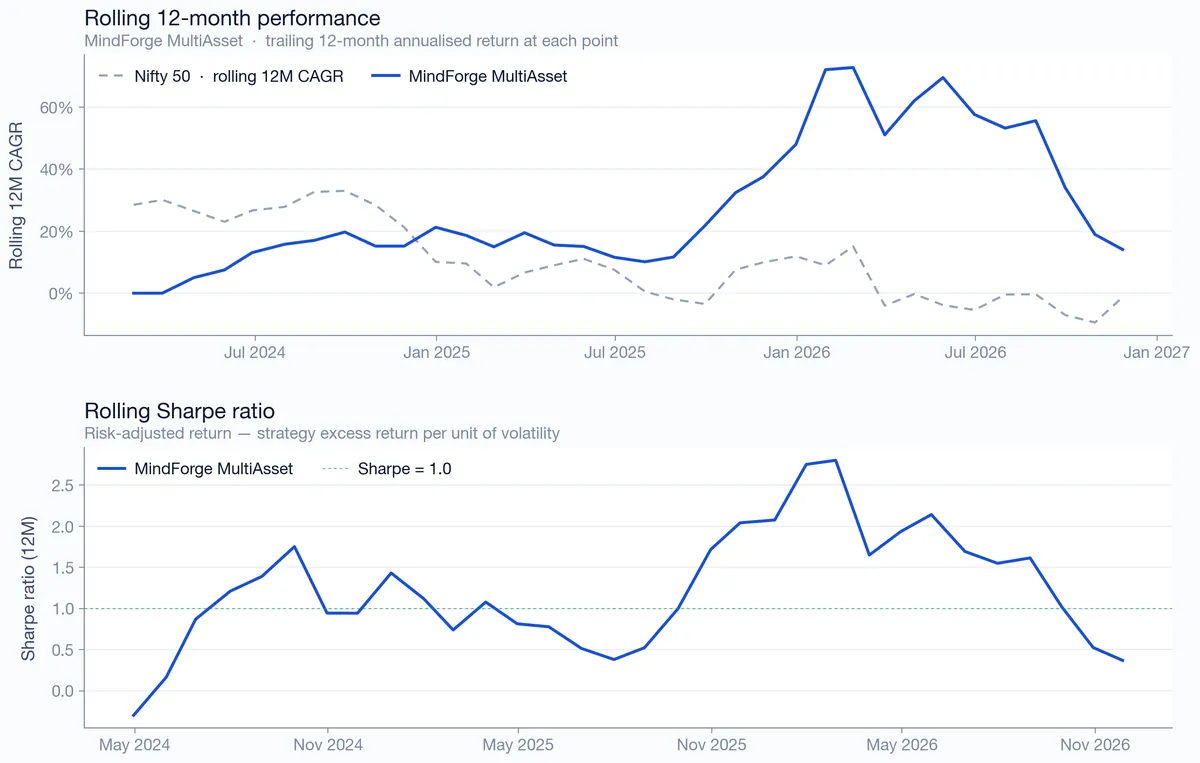 Rolling 12-month performance
MindForge MultiAsset · trailing 12-month annualised return at each point
Nifty 50 · rolling 12M CAGR
MindForge MultiAsset
Rolling 12M CAGR
60%
40%
20%
0%
Jul 2024
Jan 2025
Jul 2025
Jan 2026
Jul 2026
Jan 2027
Rolling Sharpe ratio
Risk-adjusted return — strategy excess return per unit of volatility
MindForge MultiAsset
Sharpe = 1.0
Sharpe ratio (12M)
2.5
2.0
1.5
1.0
0.5
0.0
May 2024
Nov 2024
May 2025
Nov 2025
May 2026
Nov 2026